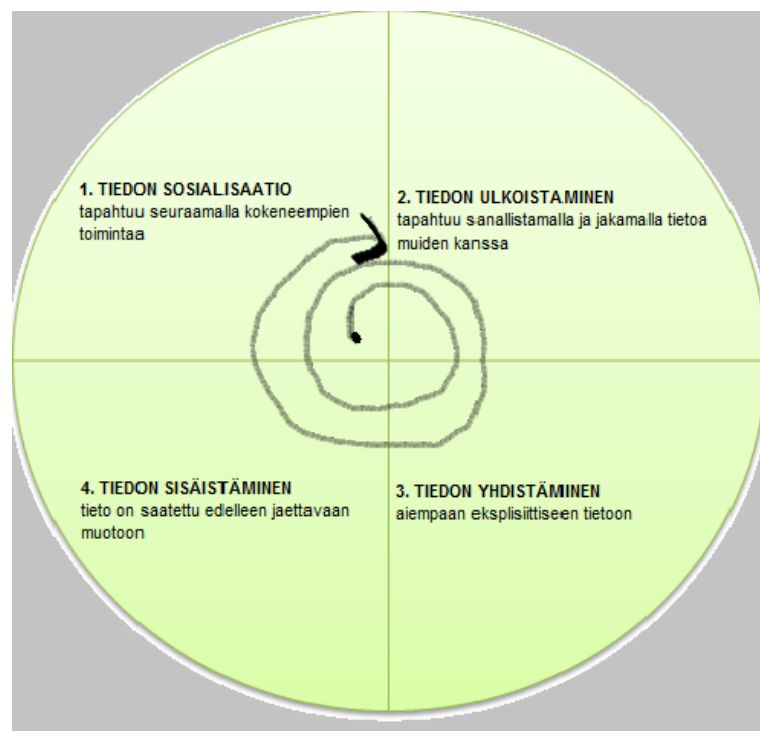 1. TIEDON SOSIALISAATIO
tapahtuu seuraamalla kokeneempien
toimintaa
2. TIEDON ULKOISTAMINEN
tapahtuu sanallistamalla ja jakamalla tietoa
muiden kanssa
4. TIEDON SISÄISTÄMINEN
tieto on saatettu edelleen jaettavaan
muotoon
3. TIEDON YHDISTÄMINEN
aiempaan eksplisiittiseen tietoon